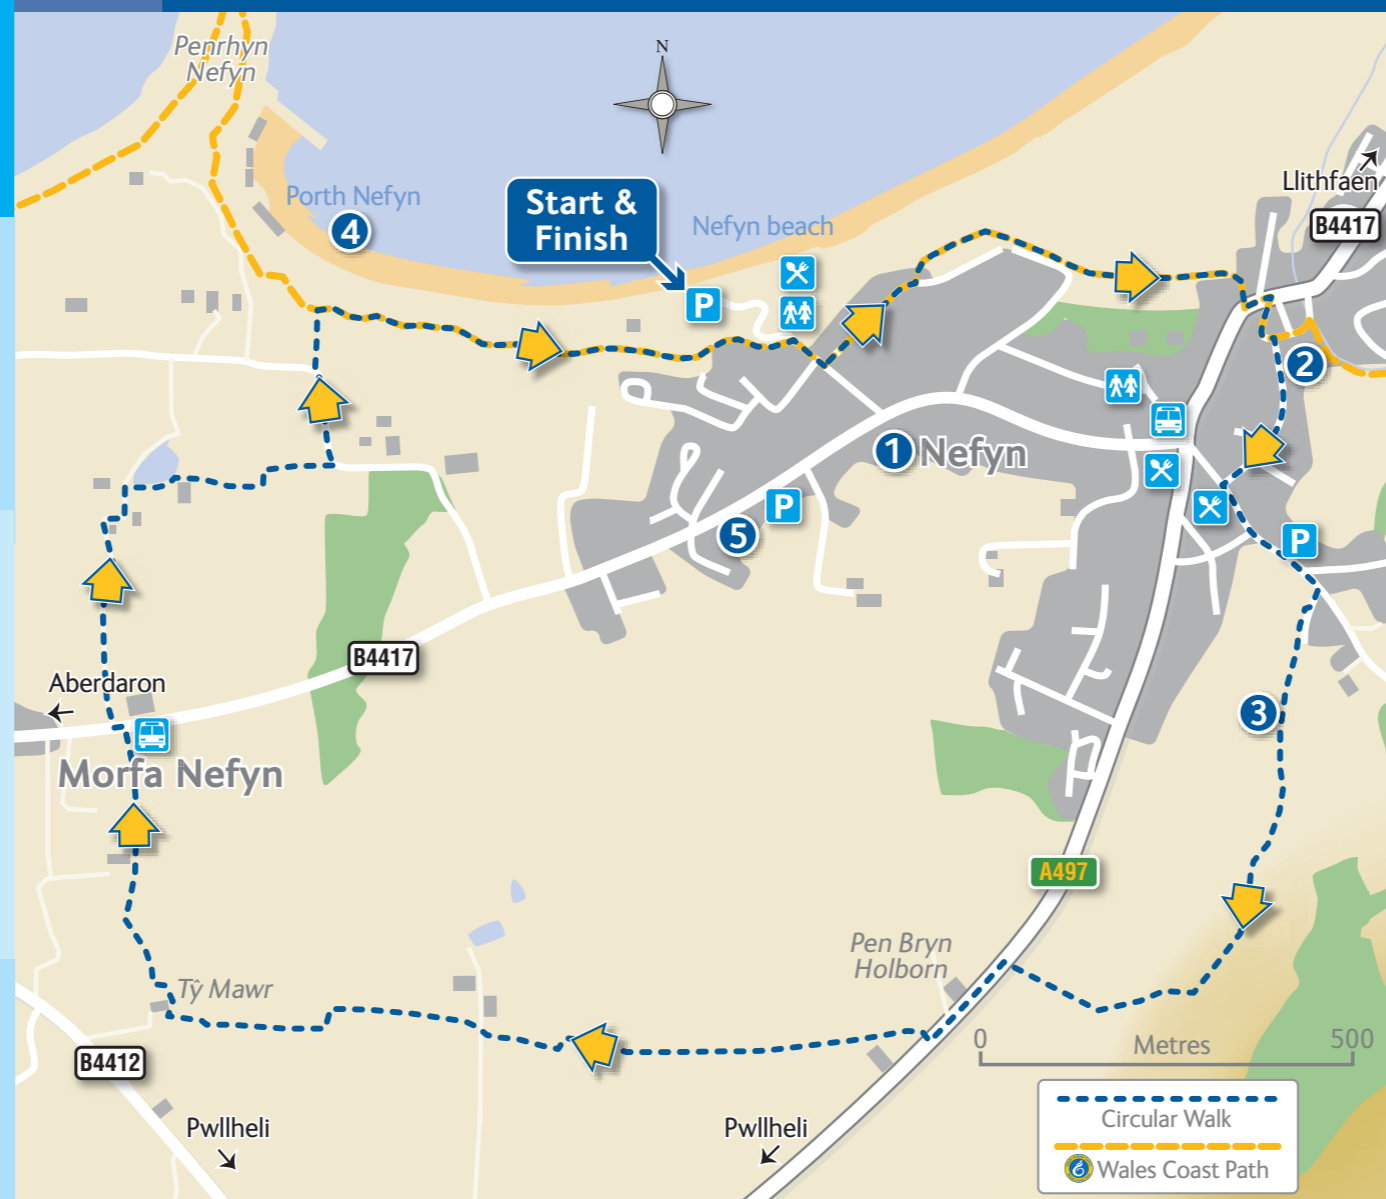 Penrhyn
Nefyn
N
Llithfaen
B4417
Porth Nefyn
4
Start &
Finish
Nefyn beach
P
2
1
Nefyn
5
P
P
B4417
Aberdaron
Morfa Nefyn
3
A497
Pen Bryn
Holborn
Tŷ Mawr
B4412
Pwllheli
Pwllheli
0
Metres
500
Circular Walk
Wales Coast Path